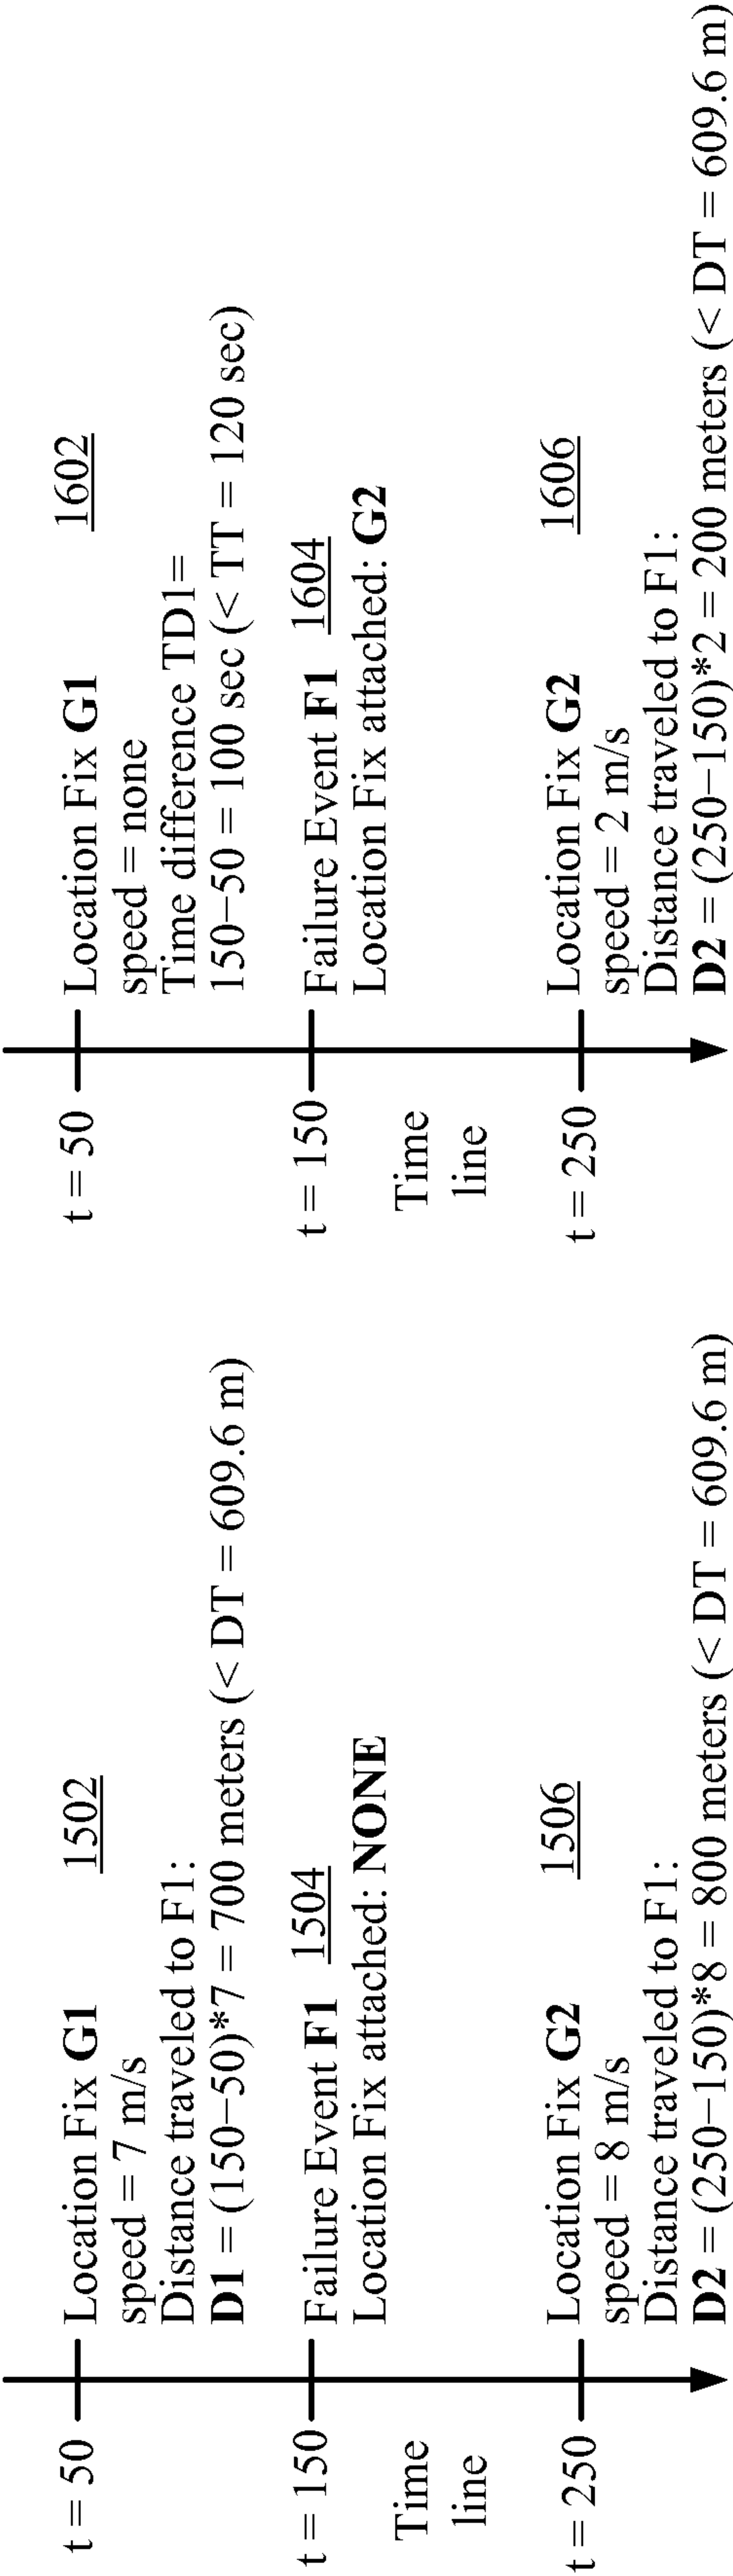 t = 50
Location Fix G1 1502
speed = 7 m/s
Distance traveled to F1:
D1 = (150−50)*7 = 700 meters (< DT = 609.6 m)
t = 150
Failure Event F1 1504
Location Fix attached: NONE
Time
line
t = 250
Location Fix G2 1506
speed = 8 m/s
Distance traveled to F1:
D2 = (250−150)*8 = 800 meters (< DT = 609.6 m)
t = 50
Location Fix G1 1602
speed = none
Time difference TD1=
150−50 = 100 sec (< TT = 120 sec)
t = 150
Failure Event F1 1604
Location Fix attached: G2
Time
line
t = 250
Location Fix G2 1606
speed = 2 m/s
Distance traveled to F1:
D2 = (250−150)*2 = 200 meters (< DT = 609.6 m)